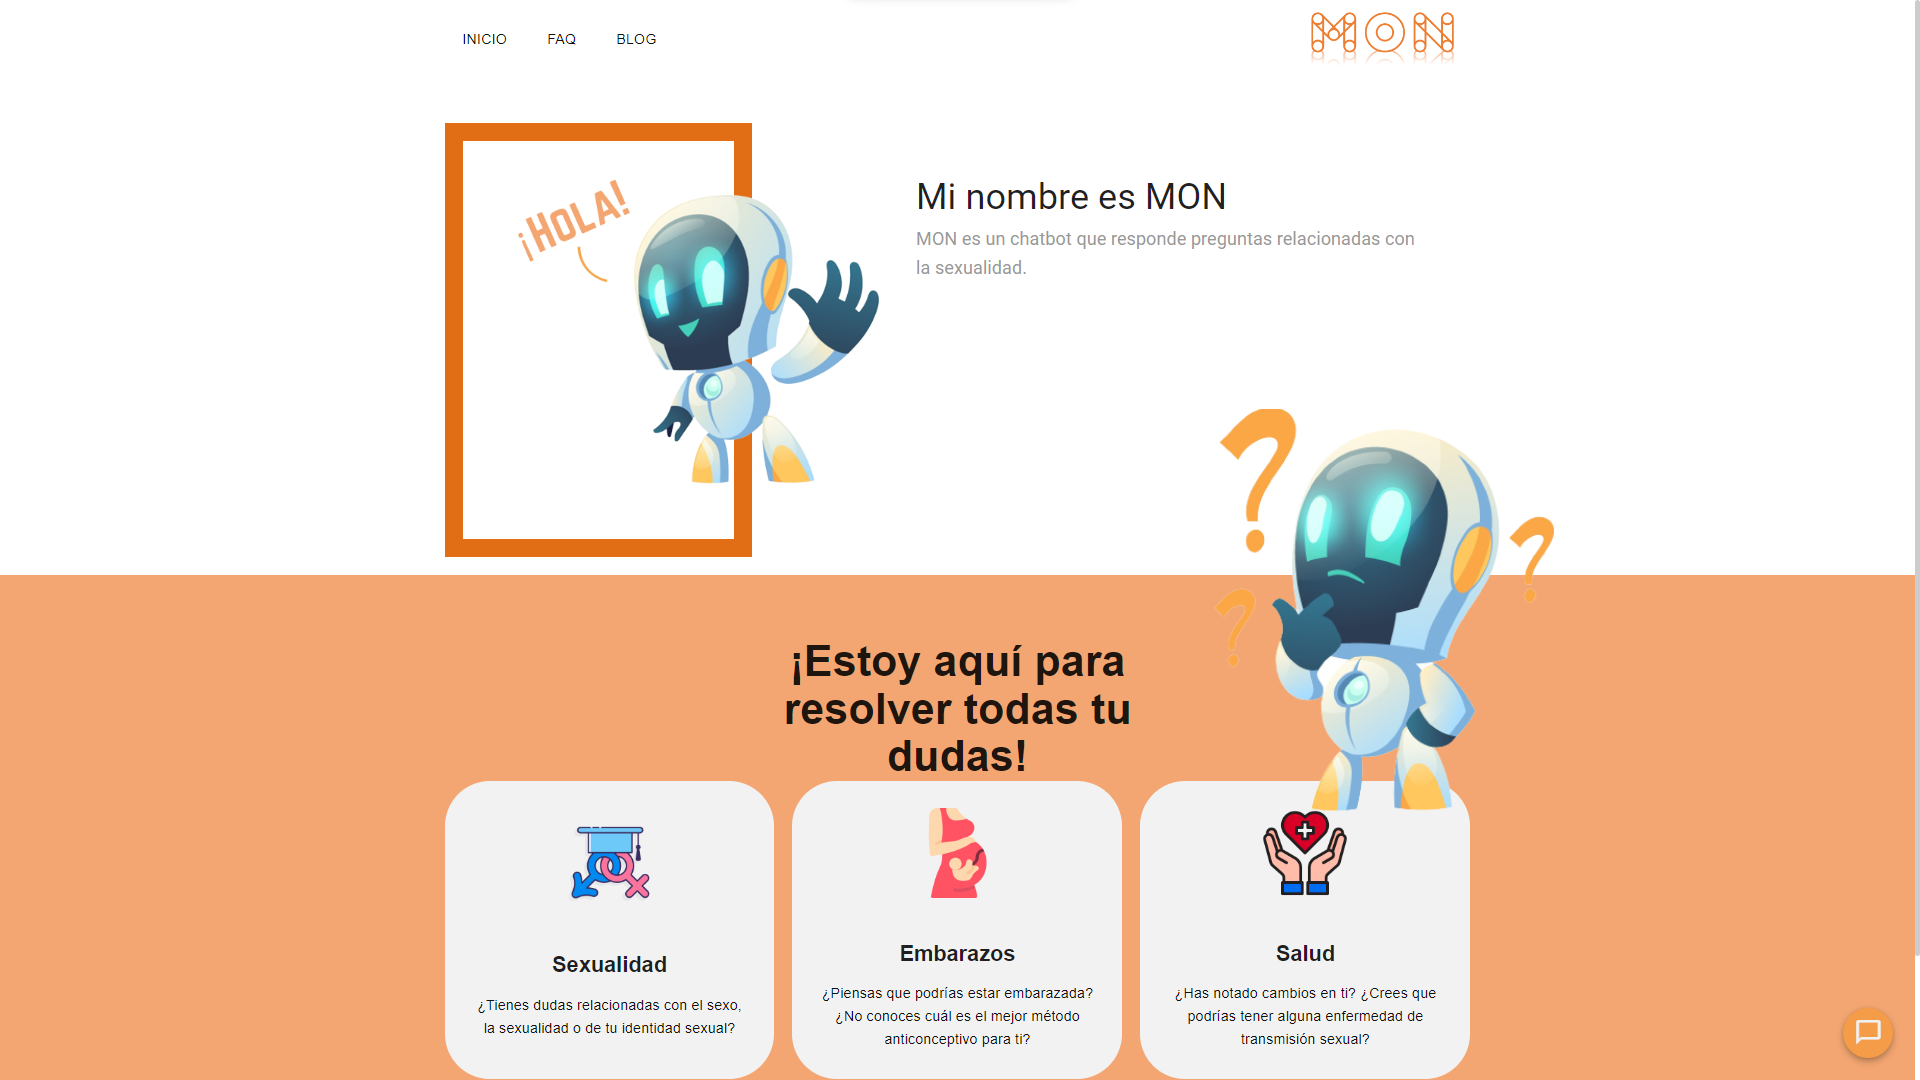 INICIO FAQ BLOG
MON
¡HOLA!
Mi nombre es MON
MON es un chatbot que responde preguntas relacionadas con
la sexualidad.
? ? ?
¡Estoy aquí para
resolver todas tu
dudas!
Sexualidad
¿Tienes dudas relacionadas con el sexo,
la sexualidad o de tu identidad sexual?
Embarazos
¿Piensas que podrías estar embarazada?
¿No conoces cuál es el mejor método
anticonceptivo para ti?
Salud
¿Has notado cambios en ti? ¿Crees que
podrías tener alguna enfermedad de
transmisión sexual?